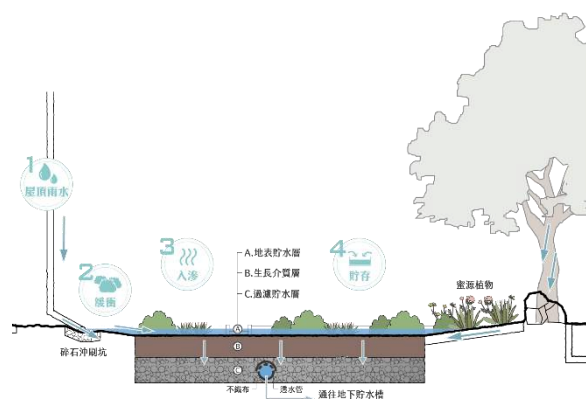 1
屋頂雨水
2
緩衝
3
入滲
4
貯存
A.地表貯水層
B.生長介質層
C.過濾貯水層
蜜源植物
A
B
C
碎石沖刷坑
不織布
透水管
通往地下貯水槽